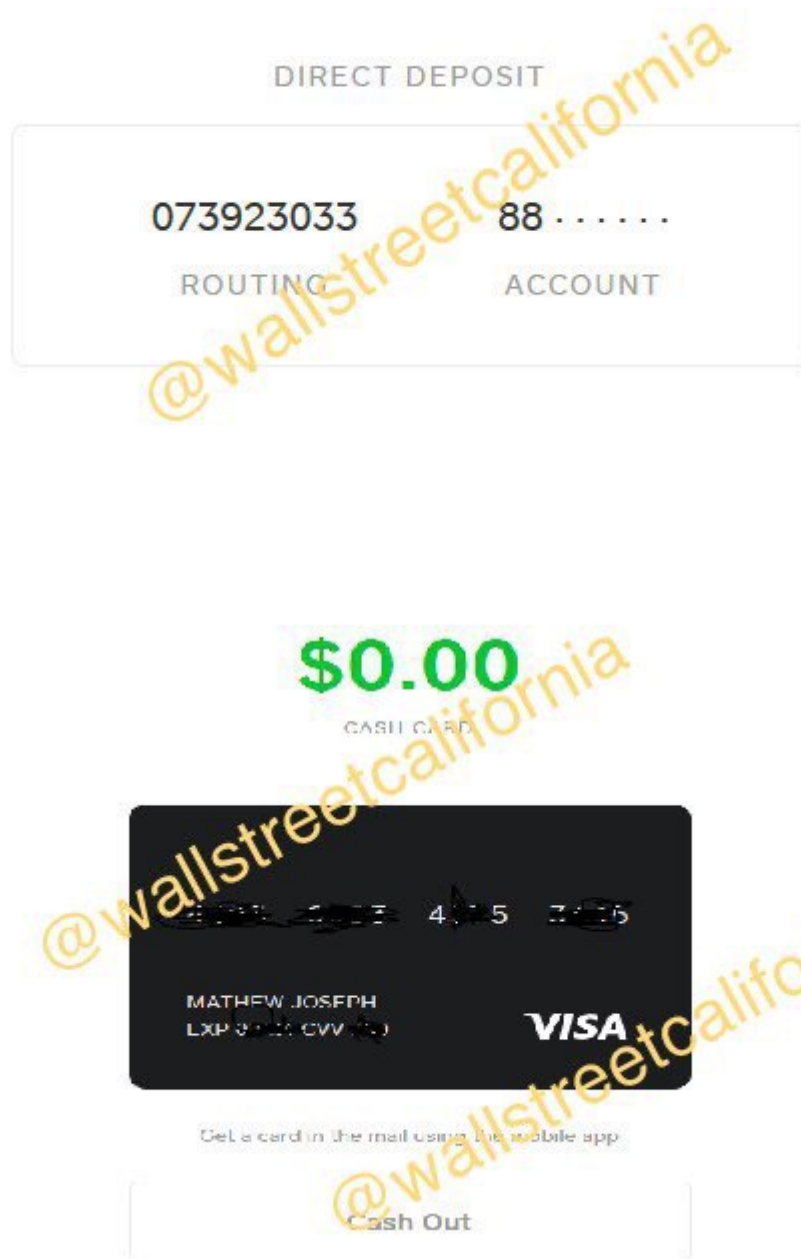 DIRECT DEPOSIT
073923033 88 · · · · · ·
ROUTING ACCOUNT
@wallstreetcalifornia
$0.00
CASH CARD
@wallstreetcalifornia
MATHEW JOSEPH
EXP CVV
VISA
Get a card in the mail using the mobile app
@wallstreetcalifo
Cash Out